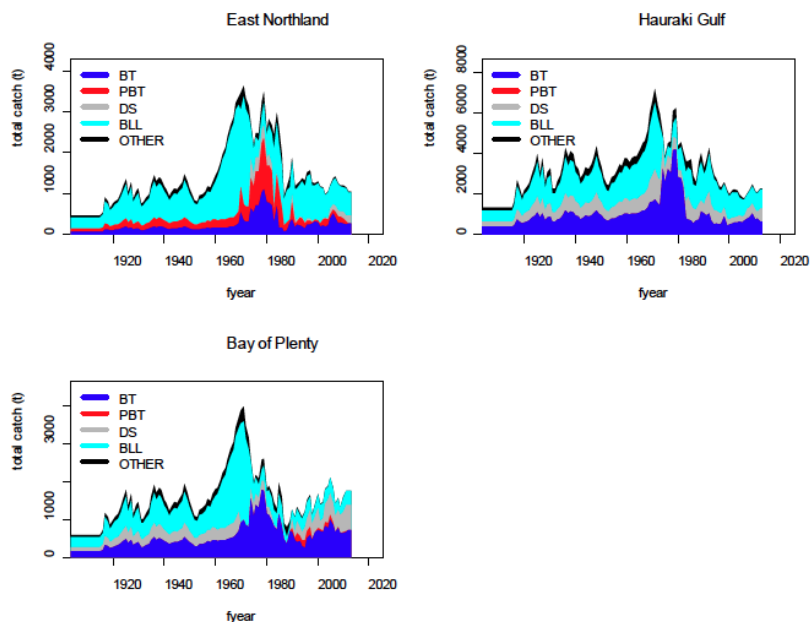 East Northland
total catch (t)
4000
3000
2000
1000
0
BT
PBT
DS
BLL
OTHER
1920 1940 1960 1980 2000 2020
fyear
Hauraki Gulf
total catch (t)
8000
6000
4000
2000
0
BT
PBT
DS
BLL
OTHER
1920 1940 1960 1980 2000 2020
fyear
Bay of Plenty
total catch (t)
3000
1000
0
BT
PBT
DS
BLL
OTHER
1920 1940 1960 1980 2000 2020
fyear